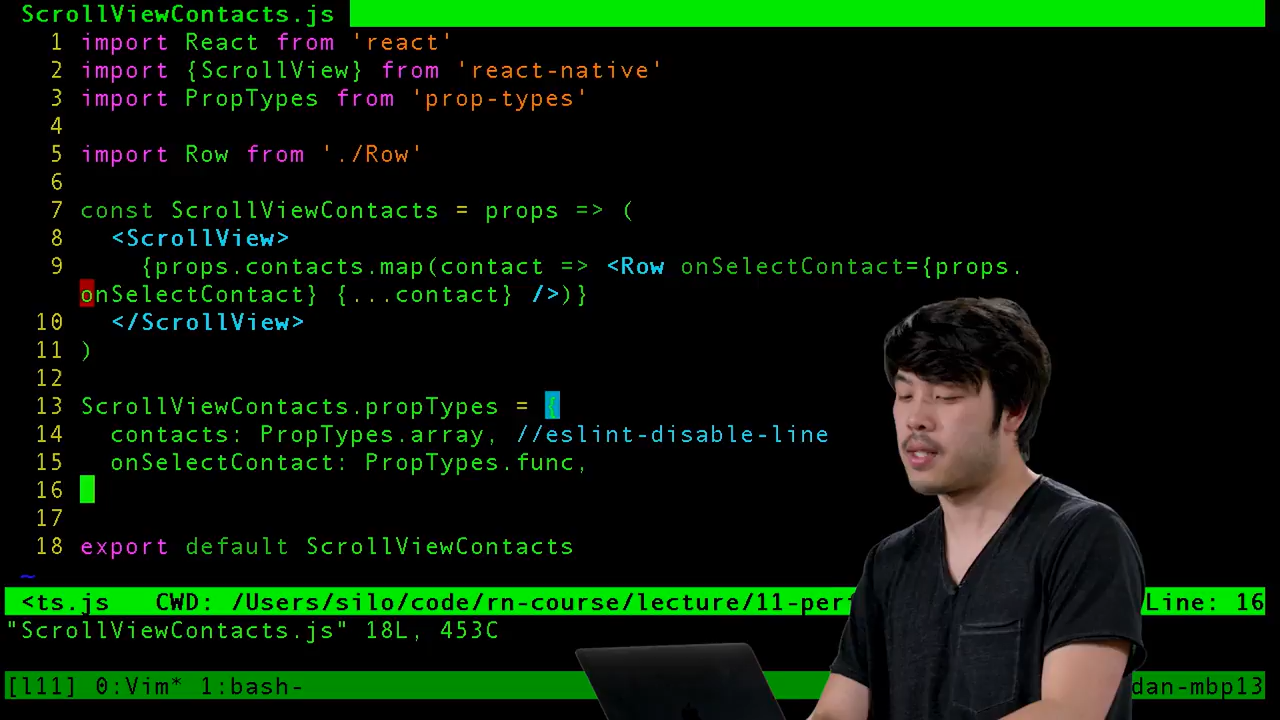 ScrollViewContacts.js
1 import React from 'react'
2 import {ScrollView} from 'react-native'
3 import PropTypes from 'prop-types'
4
5 import Row from './Row'
6
7 const ScrollViewContacts = props => (
8 <ScrollView>
9 {props.contacts.map(contact => <Row onSelectContact={props.
onSelectContact} {...contact} />)}
10 </ScrollView>
11 )
12
13 ScrollViewContacts.propTypes = {
14 contacts: PropTypes.array, //eslint-disable-line
15 onSelectContact: PropTypes.func,
16
17
18 export default ScrollViewContacts
~
<ts.js CWD: /Users/silo/code/rn-course/lecture/11-per Line: 16
"ScrollViewContacts.js" 18L, 453C
[l11] 0:Vim* 1:bash- dan-mbp13